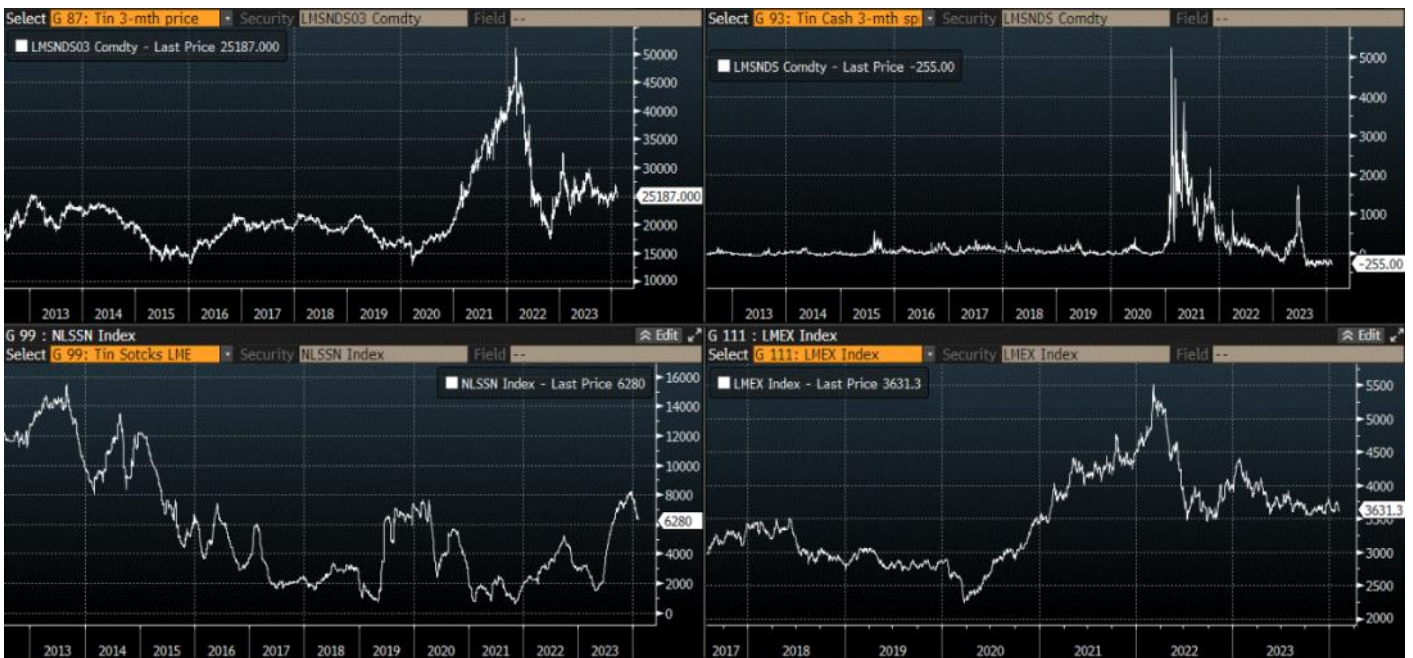 Select G 87: Tin 3-mth price Security LMSNDS03 Comdty Field --
LMSNDS03 Comdty - Last Price 25187.000
50000
45000
40000
35000
30000
25187.000
20000
15000
10000
2013 2014 2015 2016 2017 2018 2019 2020 2021 2022 2023
Select G 93: Tin Cash 3-mth sp Security LMSNDS Comdty Field --
LMSNDS Comdty - Last Price -255.00
5000
4000
3000
2000
1000
0
-255.00
2013 2014 2015 2016 2017 2018 2019 2020 2021 2022 2023
G 99 : NLSSN Index Edit
Select G 99: Tin Sotcks LME Security NLSSN Index Field --
NLSSN Index - Last Price 6280
16000
14000
12000
10000
8000
6280
4000
2000
0
2013 2014 2015 2016 2017 2018 2019 2020 2021 2022 2023
G 111 : LMEX Index Edit
Select G 111: LMEX Index Security LMEX Index Field --
LMEX Index - Last Price 3631.3
5500
5000
4500
4000
3631.3
3500
3000
2500
2000
2017 2018 2019 2020 2021 2022 2023